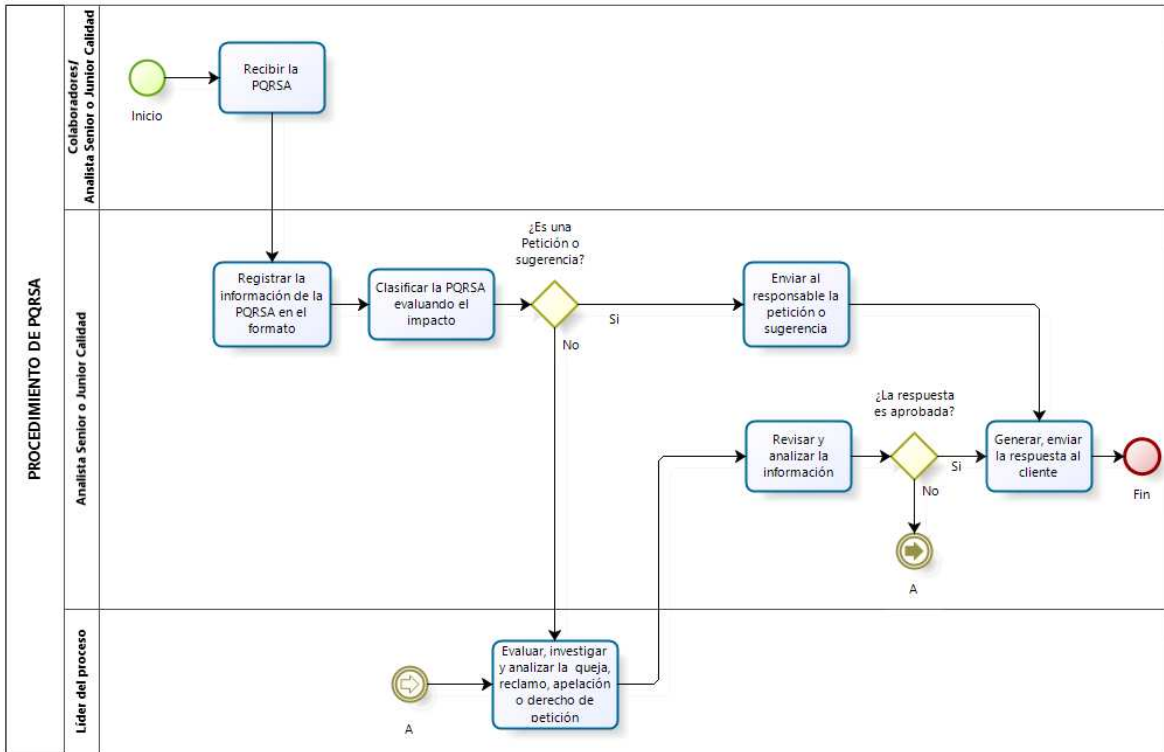 PROCEDIMIENTO DE PQRSA
Colaboradores/
Analista Senior o Junior Calidad
Inicio
Recibir la
PQRSA
Analista Senior o Junior Calidad
Registrar la
información de la
PQRSA en el
formato
Clasificar la PQRSA
evaluando el
impacto
¿Es una
Petición o
sugerencia?
Si
No
Enviar al
responsable la
petición o
sugerencia
Revisar y
analizar la
información
¿La respuesta
es aprobada?
Si
No
A
Generar, enviar
la respuesta al
cliente
Fin
Líder del proceso
A
Evaluar, investigar
y analizar la queja,
reclamo, apelación
o derecho de
petición